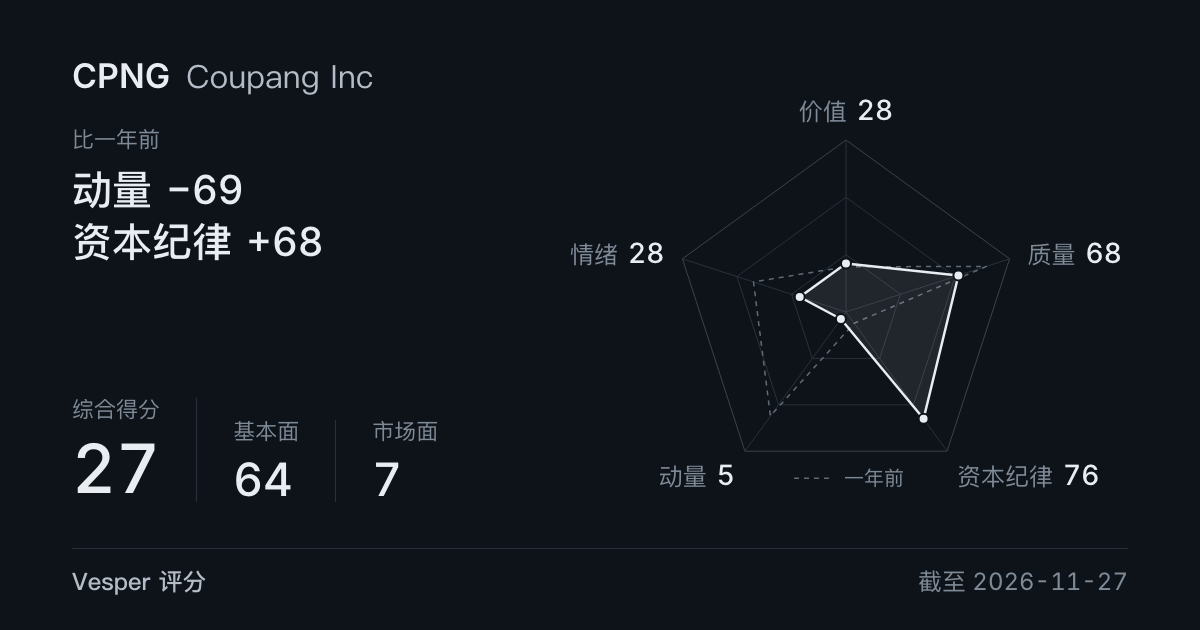 CPNG Coupang Inc
比一年前
动量 −69
资本纪律 +68
价值 28
情绪 28
质量 68
动量 5
一年前
资本纪律 76
综合得分
27
基本面
64
市场面
7
Vesper 评分
截至 2026-11-27